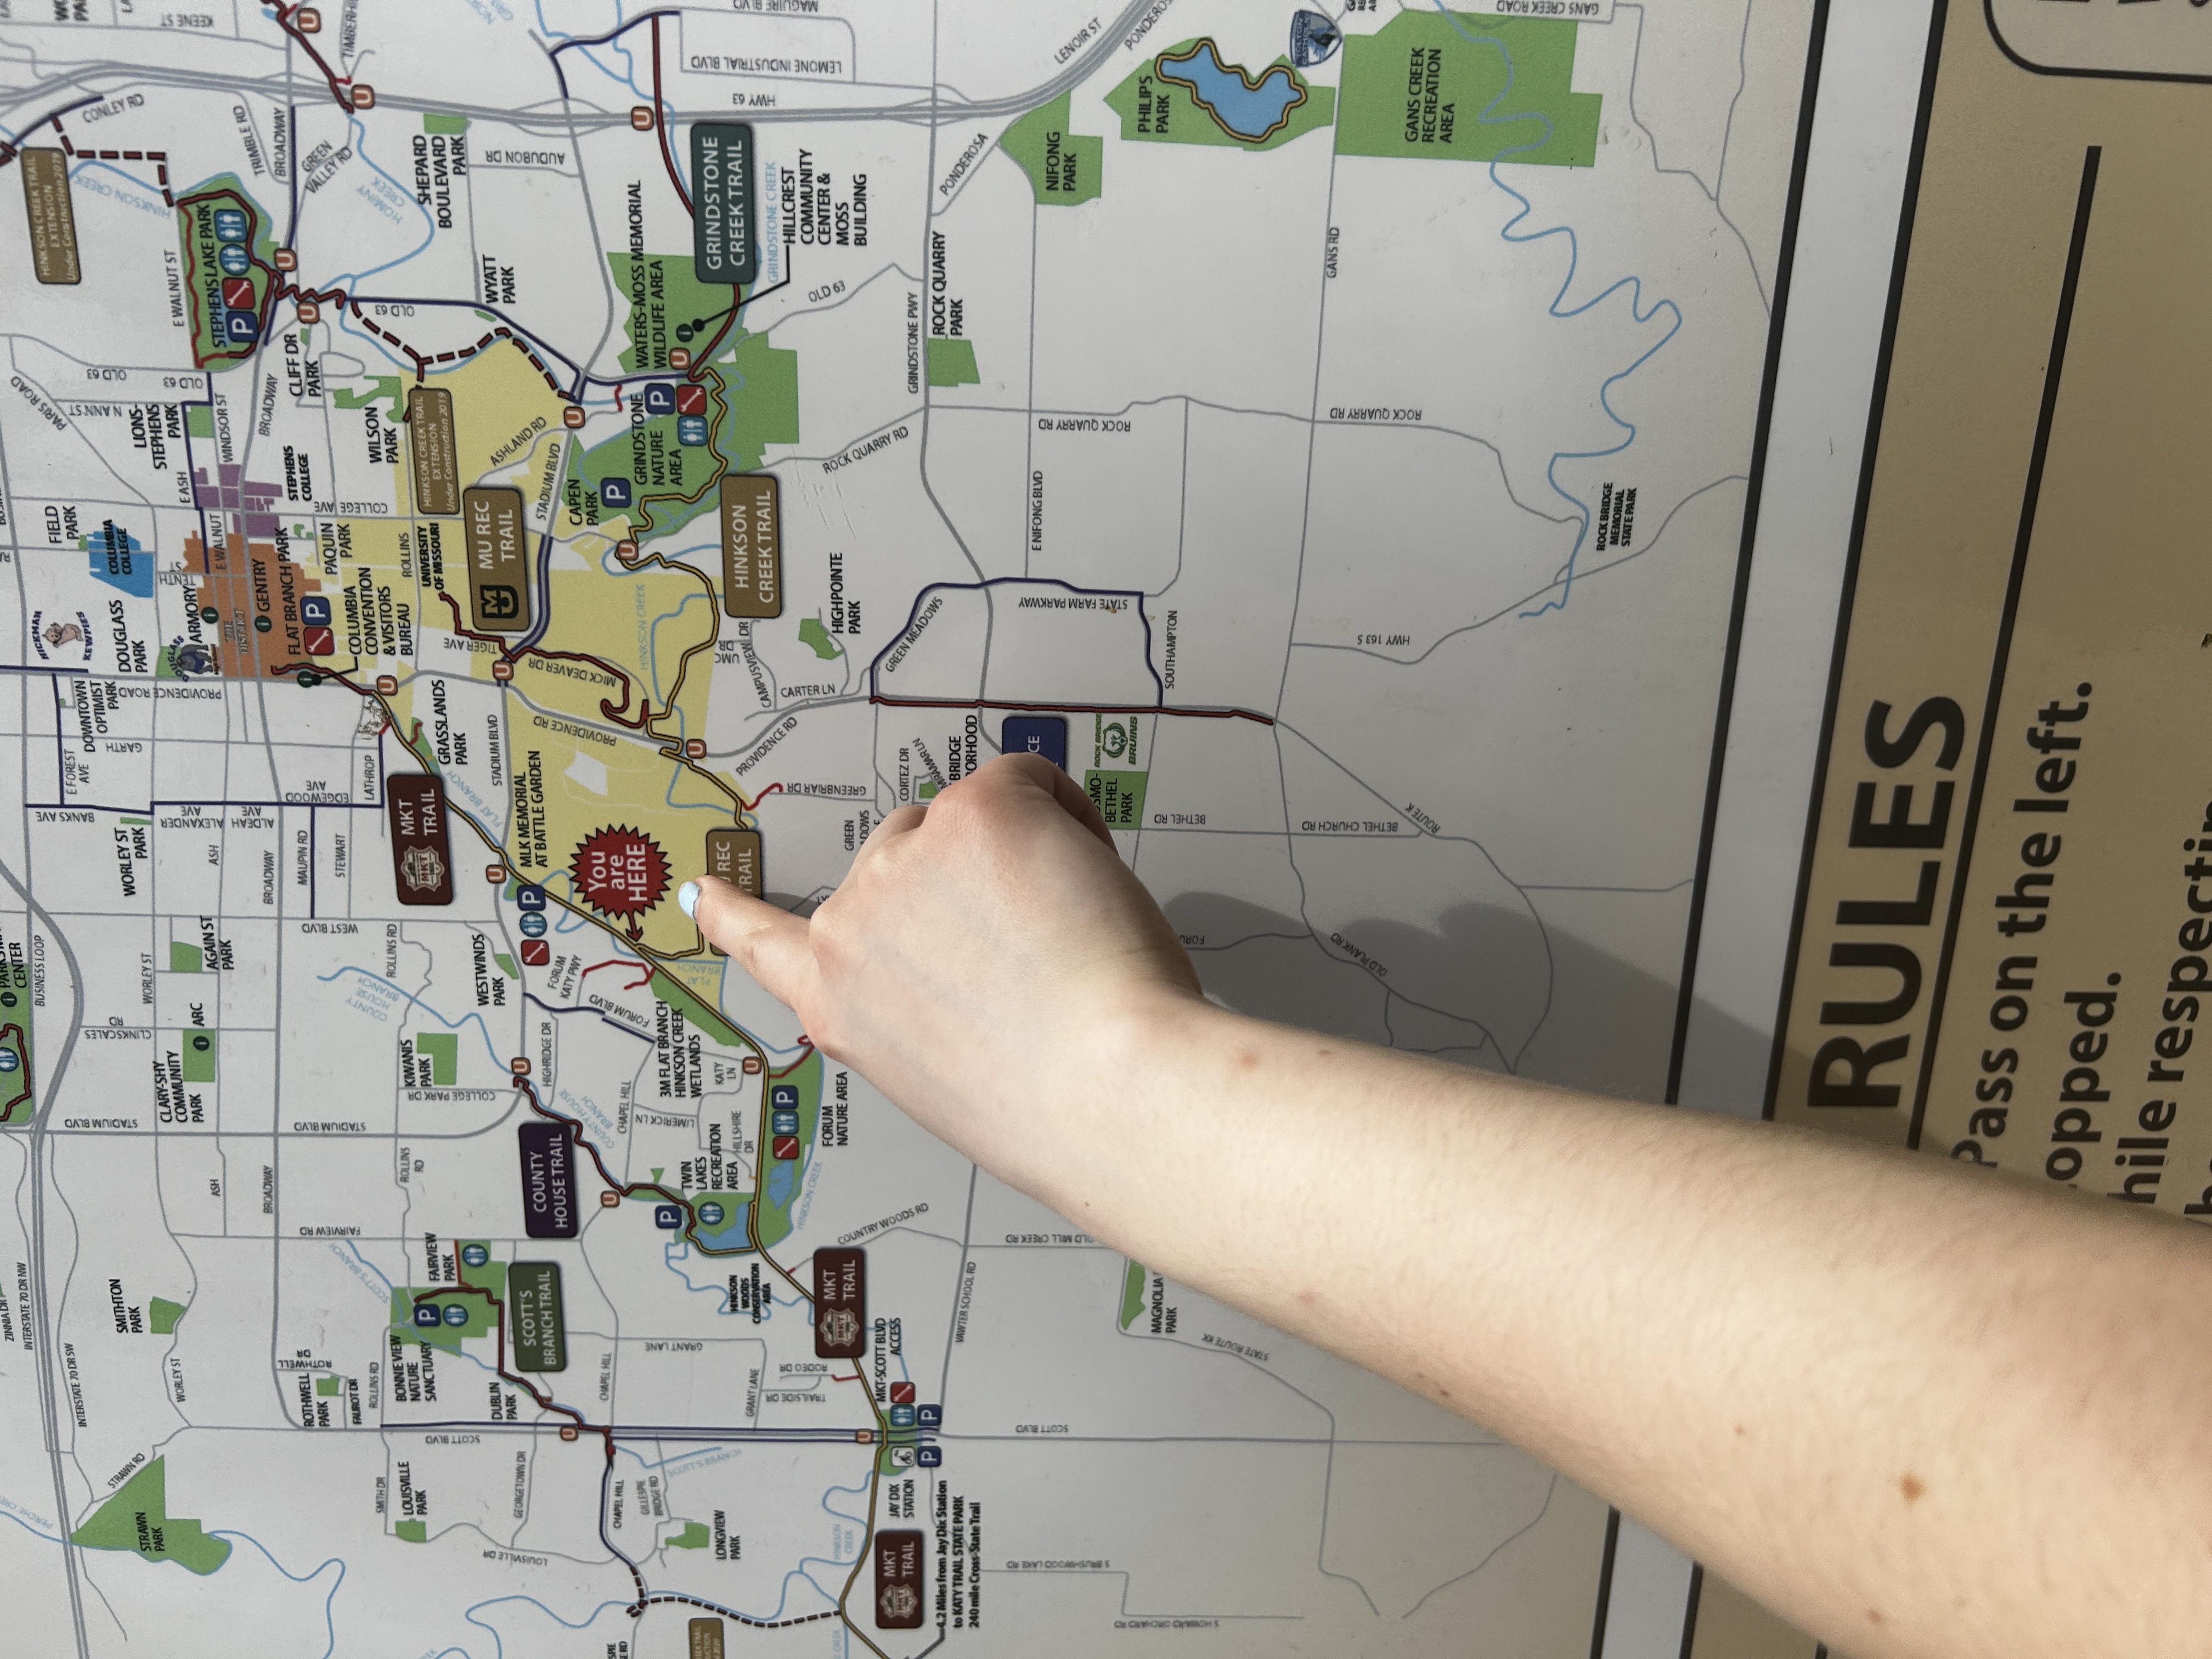 ZINNIA DR
INTERSTATE 70 DR NW
PARKS MA
CENTER
BUSINESS LOOP
INTERSTATE 70 DR SW
PERCHE CREEK
STRAWN RD
STRAWN
PARK
SMITHTON
PARK
WORLEY ST
STADIUM BLVD
CLINKSCALES
RD
WORLEY ST
CLARY-SHY
COMMUNITY
PARK
ARC
AGAIN ST
PARK
ASH
ASH
BROADWAY
BROADWAY
BANKS AVE
E FOREST
AVE
WORLEY ST
PARK
ALEXANDER
AVE
ALDEAH
AVE
GARTH
DOWNTOWN
OPTIMIST
PARK
PROVIDENCE ROAD
HICKMAN
KEWPIES
FIELD
PARK
PARIS ROAD
DOUGLASS
PARK
COLUMBIA
COLLEGE
N ANN ST
OLD 63
LIONS-
STEPHENS
PARK
OLD 63
DOUGLASS
High School
ARMORY
TENTH
ST
E ASH
E WALNUT
WINDSOR ST
THE
DISTRICT
GENTRY
BROADWAY
FLAT BRANCH PARK
P
STEPHENS
COLLEGE
PAQUIN
PARK
COLLEGE AVE
CLIFF DR
PARK
WILSON
PARK
COLUMBIA
CONVENTION
& VISITORS
BUREAU
HINKSON CREEK TRAIL
EXTENSION
Under Construction 2019
HINKSON CREEK
CONLEY RD
KEENE ST
E WALNUT ST
STEPHENS LAKE PARK
P
TRIMBLE RD
BROADWAY
GREEN
VALLEY RD
HOMINY
CREEK
OLD 63
SHEPARD
BOULEVARD
PARK
WYATT
PARK
AUDUBON DR
ROTHWELL
PARK
ROTHWELL
DR
FAUROT DR
ROLLINS RD
FAIRVIEW RD
STADIUM BLVD
WEST BLVD
MAUPIN RD
STEWART
LATHROP
EDGEWOOD
AVE
SMITH DR
LOUISVILLE
PARK
SCOTT BLVD
BONNIE VIEW
NATURE
SANCTUARY
SCOTT'S BRANCH
P
FAIRVIEW
PARK
ROLLINS
RD
COLLEGE PARK DR
KIWANIS
PARK
COUNTY
HOUSE
BRANCH
ROLLINS RD
MKT
TRAIL
GRASSLANDS
PARK
FLAT BRANCH
ROLLINS
UNIVERSITY
OF MISSOURI
HINKSON CREEK TRAIL
EXTENSION
Under Construction 2019
TIGER AVE
MU REC
TRAIL
ASHLAND RD
DUBLIN
PARK
GEORGETOWN DR
LOUISVILLE DR
SCOTT'S
BRANCH TRAIL
COUNTY
HOUSE TRAIL
WESTWINDS
PARK
STADIUM BLVD
HIGHRIDGE DR
FORUM
KATY PWY
P
MLK MEMORIAL
AT BATTLE GARDEN
PROVIDENCE RD
MICK DEAVER DR
STADIUM BLVD
CAPEN
PARK
P
You
are
HERE
CHAPEL HILL
CHAPEL HILL
COUNTY HOUSE
BRANCH
CHAPEL HILL
FORUM BLVD
GILLESPIE
BRIDGE RD
SCOTT'S BRANCH
GRANT LANE
LIMERICK LN
3M FLAT BRANCH
HINKSON CREEK
WETLANDS
FLAT
BRANCH
HINKSON CREEK
GRINDSTONE
NATURE
AREA
P
WATERS-MOSS MEMORIAL
WILDLIFE AREA
LONGVIEW
PARK
P
TWIN
LAKES
RECREATION
AREA
HILLSHIRE
DR
KATY
LN
HINKSON
WOODS
CONSERVATION
AREA
GRANT LANE
REC
TRAIL
PROVIDENCE RD
UMC
DR
CAMPUSVIEW DR
HINKSON
CREEK TRAIL
GRINDSTONE
CREEK TRAIL
GRINDSTONE CREEK
HILLCREST
COMMUNITY
CENTER &
MOSS
BUILDING
HWY 63
LEMONE INDUSTRIAL BLVD
MAGUIRE BLVD
TRAILSIDE DR
RODEO DR
HINKSON CREEK
P
FORUM
NATURE AREA
MKT
TRAIL
HINKSON
CREEK
COUNTRY WOODS RD
GREENBRIAR DR
CARTER LN
HIGHPOINTE
PARK
ROCK QUARRY RD
OLD 63
MKT
TRAIL
JAY DIX
STATION
P
P
MKT-SCOTT BLVD
ACCESS
4.2 Miles from Jay Dix Station
to KATY TRAIL STATE PARK
240 mile Cross-State Trail
VAWTER SCHOOL RD
GREEN
CORTEZ DR
MIRAMAR LN
GREEN MEADOWS
GRINDSTONE PWY
ROCK QUARRY
PARK
PONDEROSA
BRIDGE
SCOTT BLVD
OLD MILL CREEK RD
STATE FARM PARKWAY
E NIFONG BLVD
ROCK QUARRY RD
NIFONG
PARK
LENOIR ST
BETHEL
PARK
ROCK BRIDGE
BRUINS
MAGNOLIA
PARK
STATE ROUTE KK
BETHEL RD
SOUTHAMPTON
PHILIPS
PARK
TOLTON
CATHOLIC
OLD PLANK RD
BETHEL CHURCH RD
ROUTE K
HWY 163 S
ROCK QUARRY RD
GANS RD
GANS CREEK
RECREATION
AREA
GANS CREEK ROAD
ROCK BRIDGE
MEMORIAL
STATE PARK
RULES
Pass on the left.
opped.
hile respectin